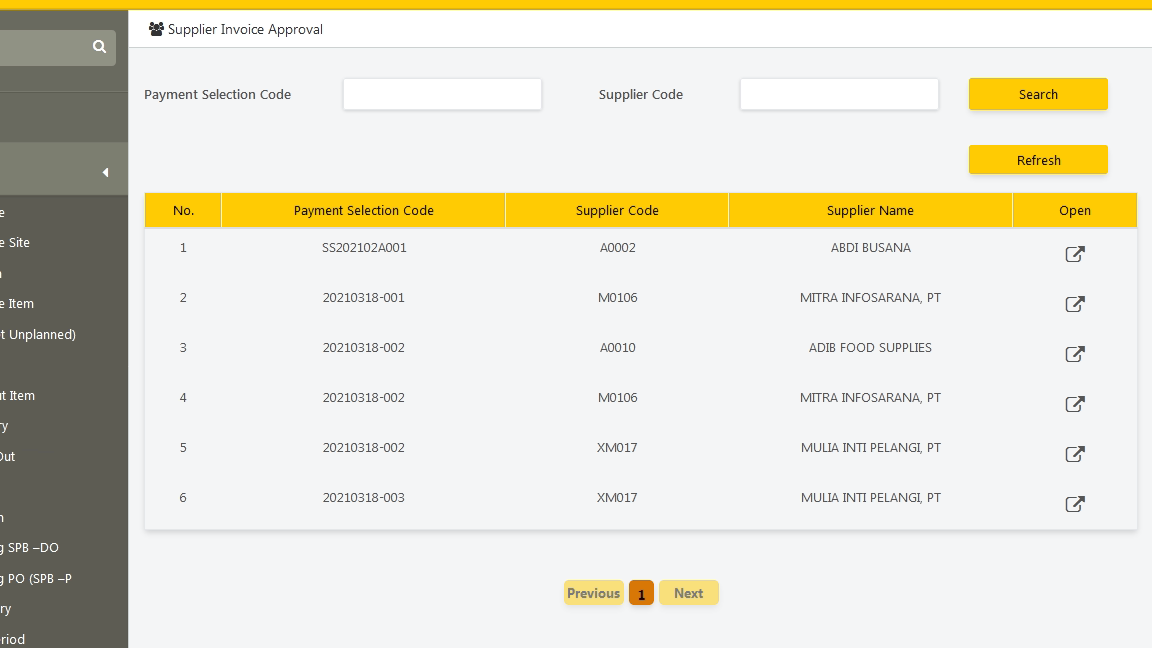 Supplier Invoice Approval
Payment Selection Code Supplier Code Search
Refresh
No. Payment Selection Code Supplier Code Supplier Name Open
1 SS202102A001 A0002 ABDI BUSANA
2 20210318-001 M0106 MITRA INFOSARANA, PT
3 20210318-002 A0010 ADIB FOOD SUPPLIES
4 20210318-002 M0106 MITRA INFOSARANA, PT
5 20210318-002 XM017 MULIA INTI PELANGI, PT
6 20210318-003 XM017 MULIA INTI PELANGI, PT
Previous 1 Next
e
e Site
e Item
t Unplanned)
ut Item
ry
Out
g SPB –DO
g PO (SPB –P
ry
riod